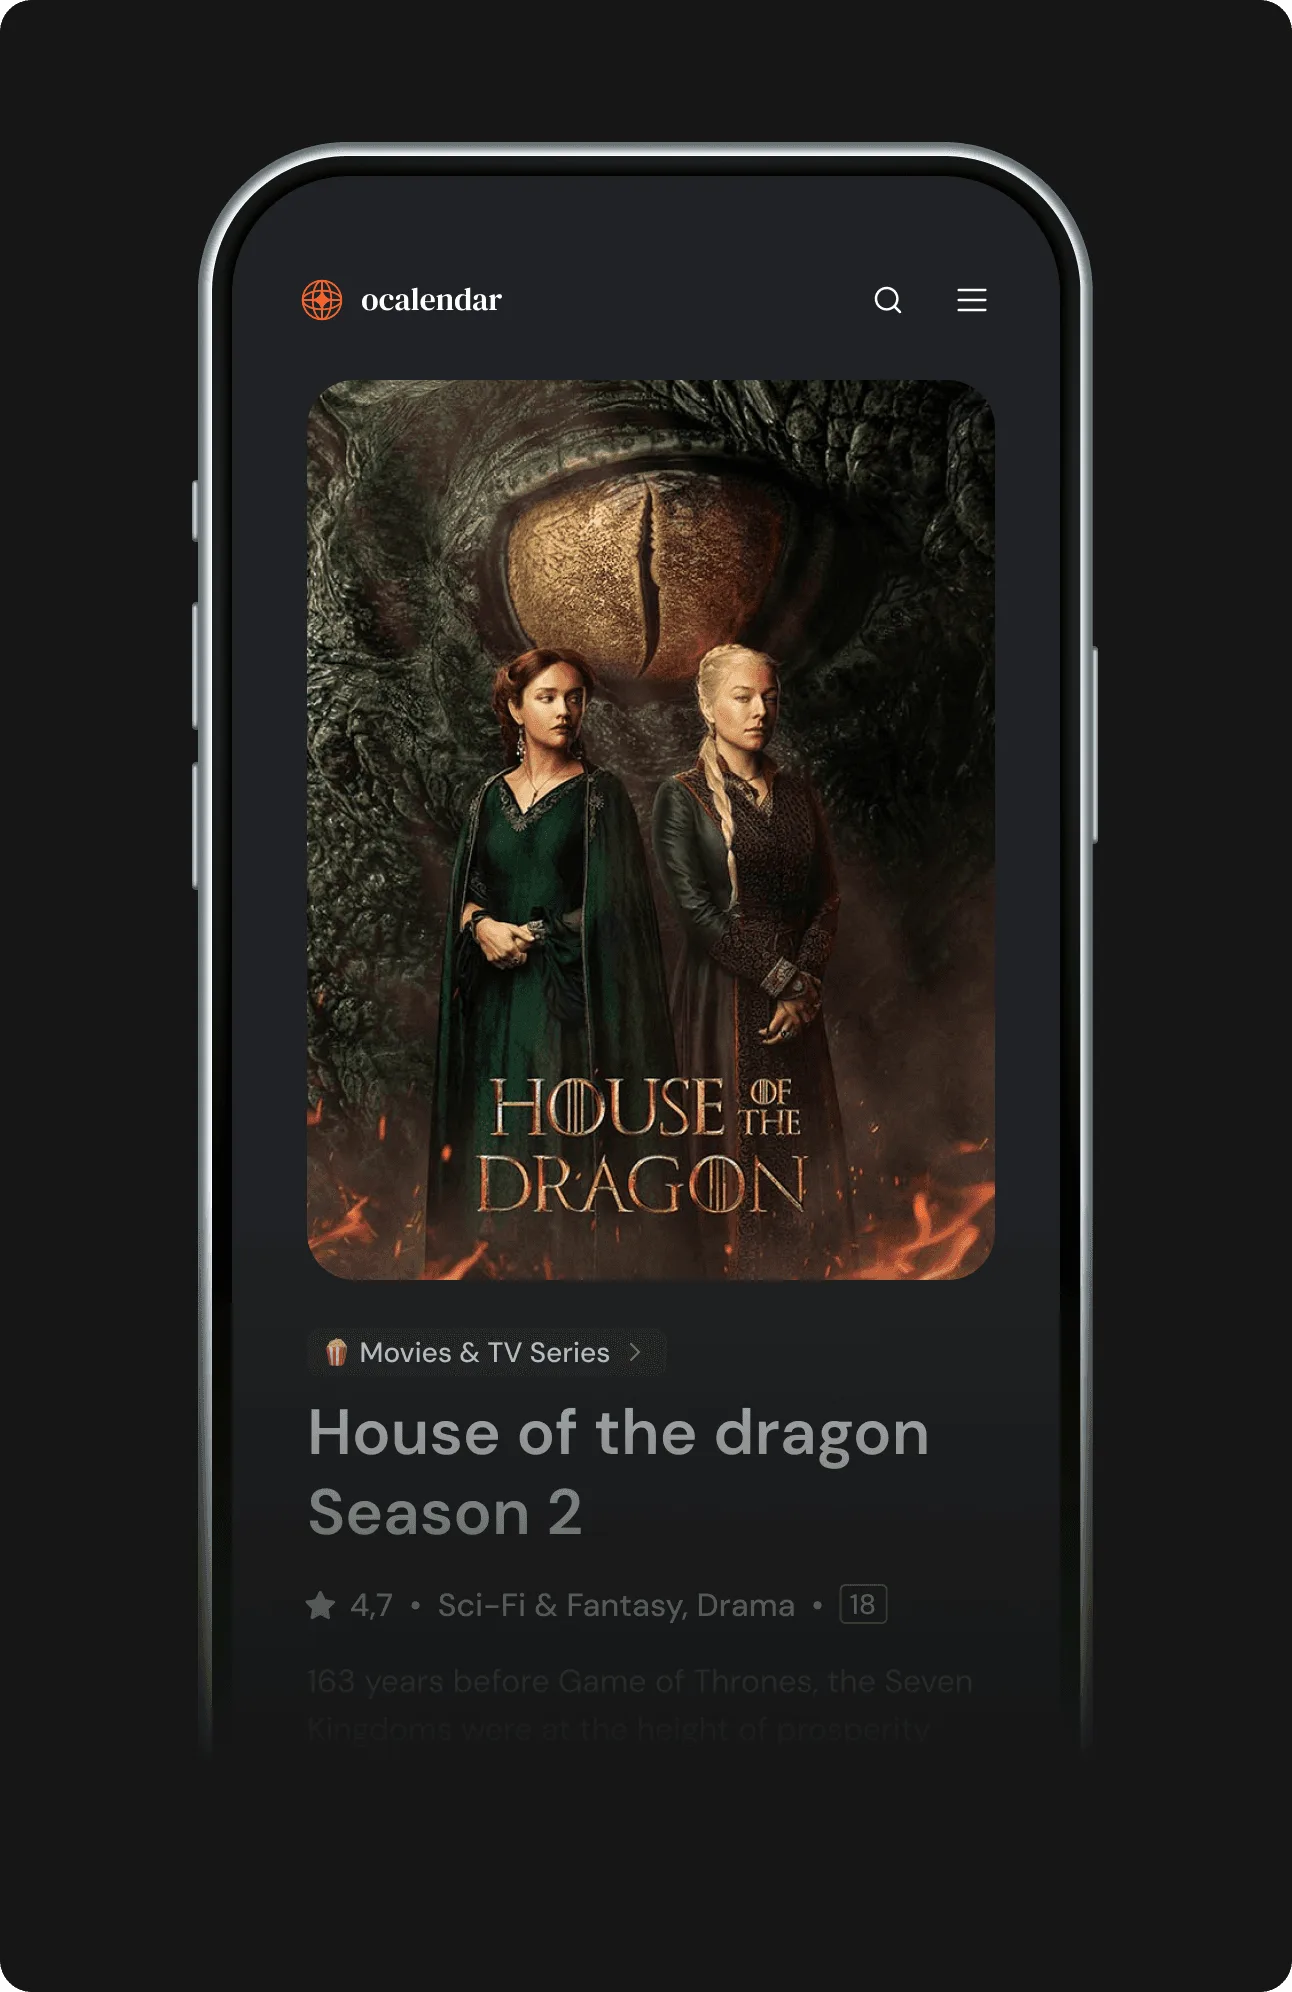 ocalendar
HOUSE OF THE
DRAGON
Movies & TV Series
House of the dragon
Season 2
4,7 • Sci-Fi & Fantasy, Drama • 18
163 years before Game of Thrones, the Seven
Kingdoms were at the height of prosperity